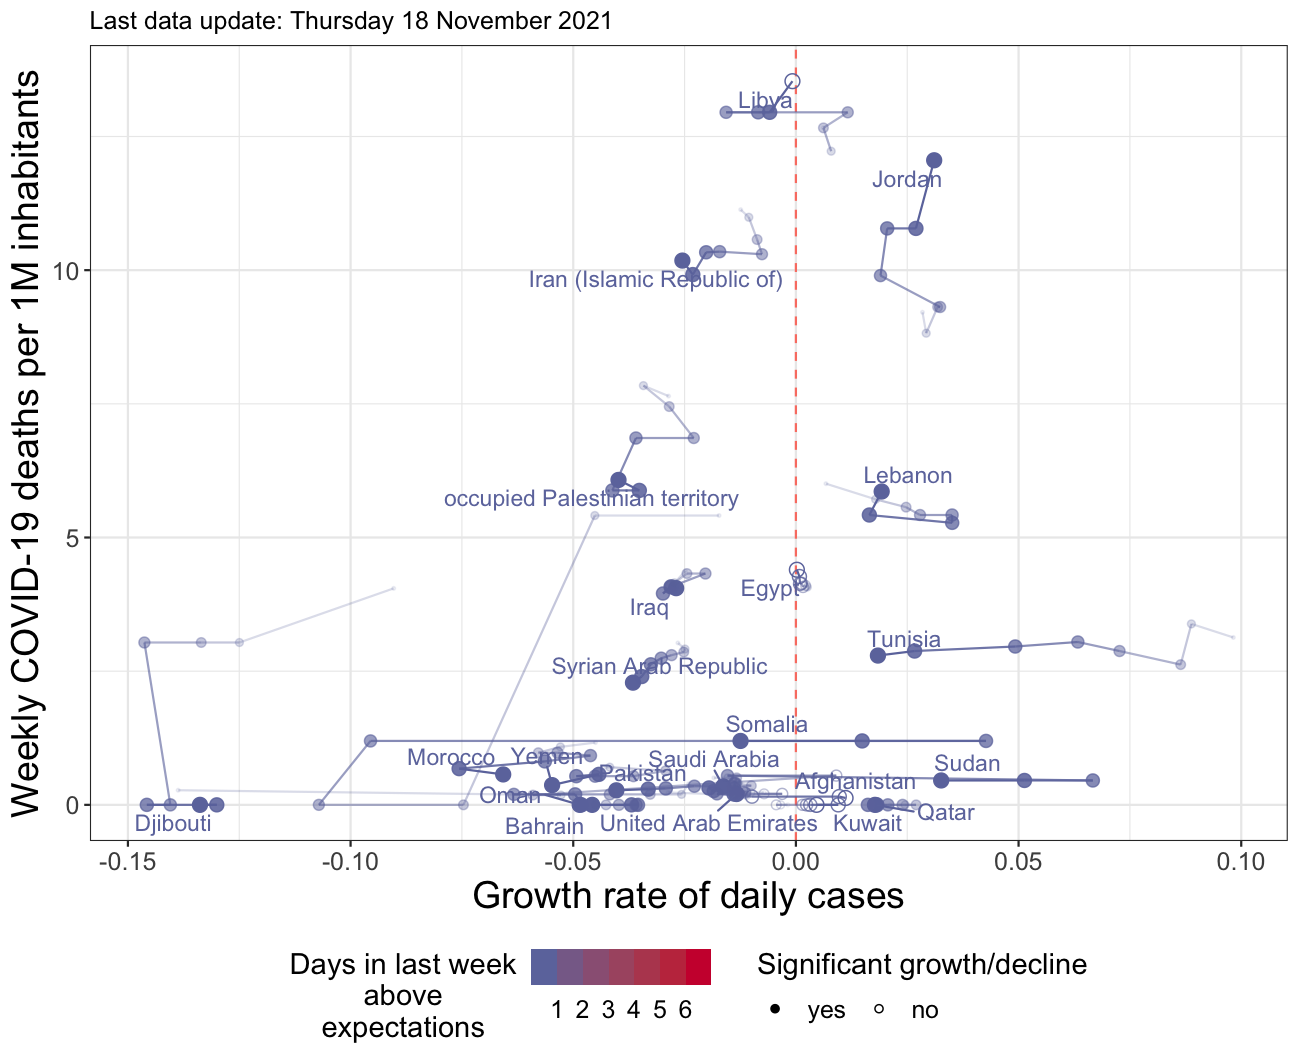 Last data update: Thursday 18 November 2021
Weekly COVID-19 deaths per 1M inhabitants
10
5
0
Libya
Jordan
Iran (Islamic Republic of)
Lebanon
occupied Palestinian territory
Egypt
Iraq
Tunisia
Syrian Arab Republic
Somalia
Morocco
Yemen
Saudi Arabia
Sudan
Pakistan
Afghanistan
Oman
Djibouti
Bahrain
United Arab Emirates
Kuwait
Qatar
-0.15
-0.10
-0.05
0.00
0.05
0.10
Growth rate of daily cases
Days in last week
above
expectations
1 2 3 4 5 6
Significant growth/decline
yes
no